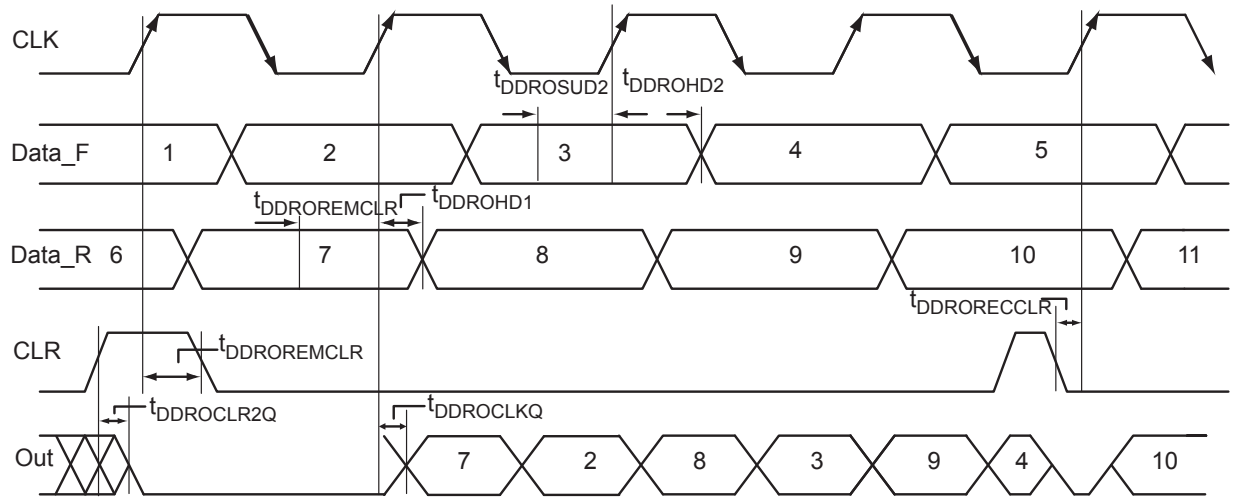 CLK
tDDROSUD2 tDDROHD2
Data_F 1 2 3 4 5
tDDROREMCLR tDDROHD1
Data_R 6 7 8 9 10 11
tDDRORECCLR
CLR tDDROREMCLR
tDDROCLR2Q tDDROCLKQ
Out 7 2 8 3 9 4 10